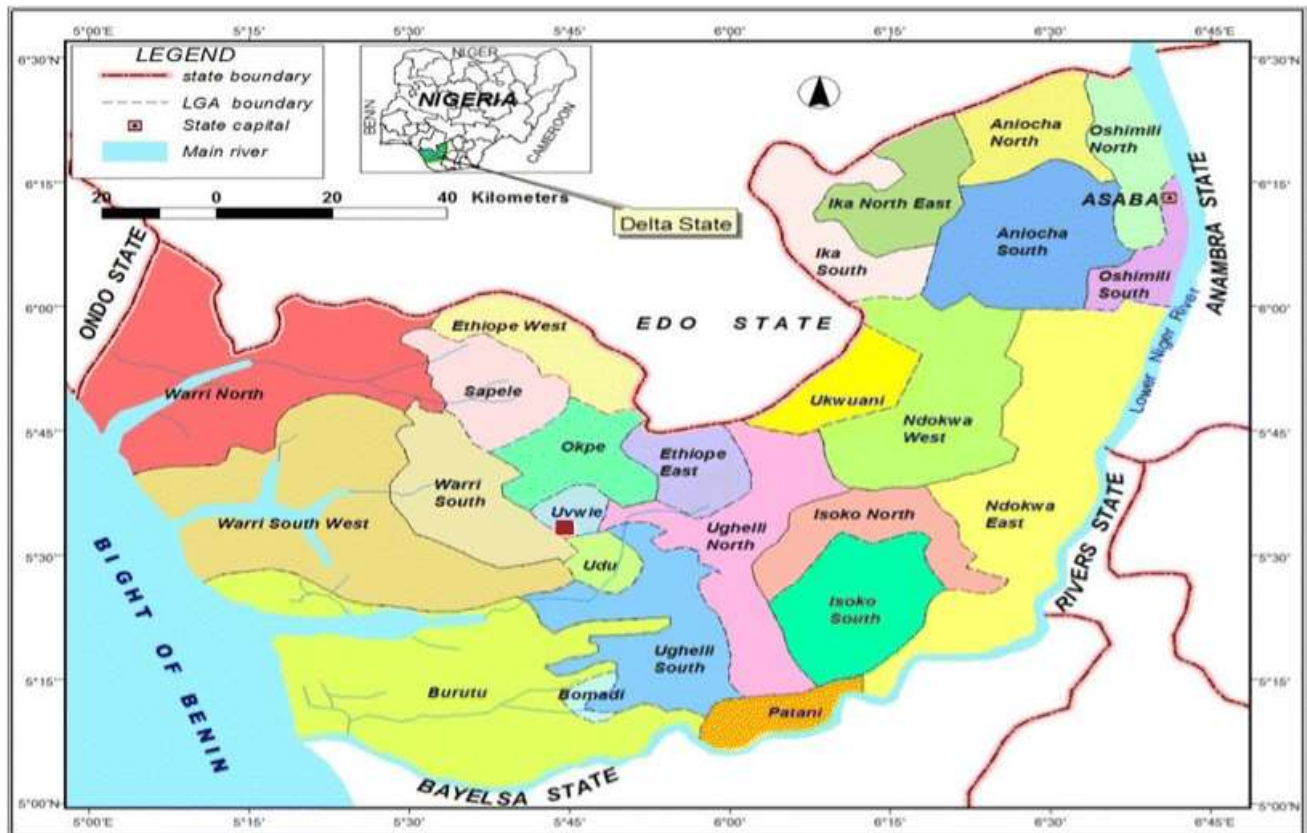 5°00'E
5°15'
5°30'
5°45'
6°00'
6°15'
6°30'
6°45'E
6°30'N
6°30'N
LEGEND
state boundary
LGA boundary
State capital
Main river
NIGER
NIGERIA
BENIN
CAMEROON
20 0 20 40 Kilometers
Delta State
Aniocha
North
Oshimili
North
6°15'
6°15'
Ika North East
ASABA
Aniocha
South
Ika
South
Oshimili
South
ANAMBRA STATE
ONDO STATE
6°00'
6°00'
Ethiope West
EDO STATE
Lower Niger River
Warri North
Sapele
Ukwuani
Ndokwa
West
5°45'
5°45'
Okpe
Ethiope
East
Warri
South
Warri South West
Uvwie
Ughelli
North
Isoko North
Ndokwa
East
RIVERS STATE
5°30'
5°30'
Udu
BIGHT OF BENIN
Isoko
South
Ughelli
South
5°15'
5°15'
Burutu
Bomadi
Patani
BAYELSA STATE
5°00'N
5°00'N
5°00'E
5°15'
5°30'
5°45'
6°00'
6°15'
6°30'
6°45'E